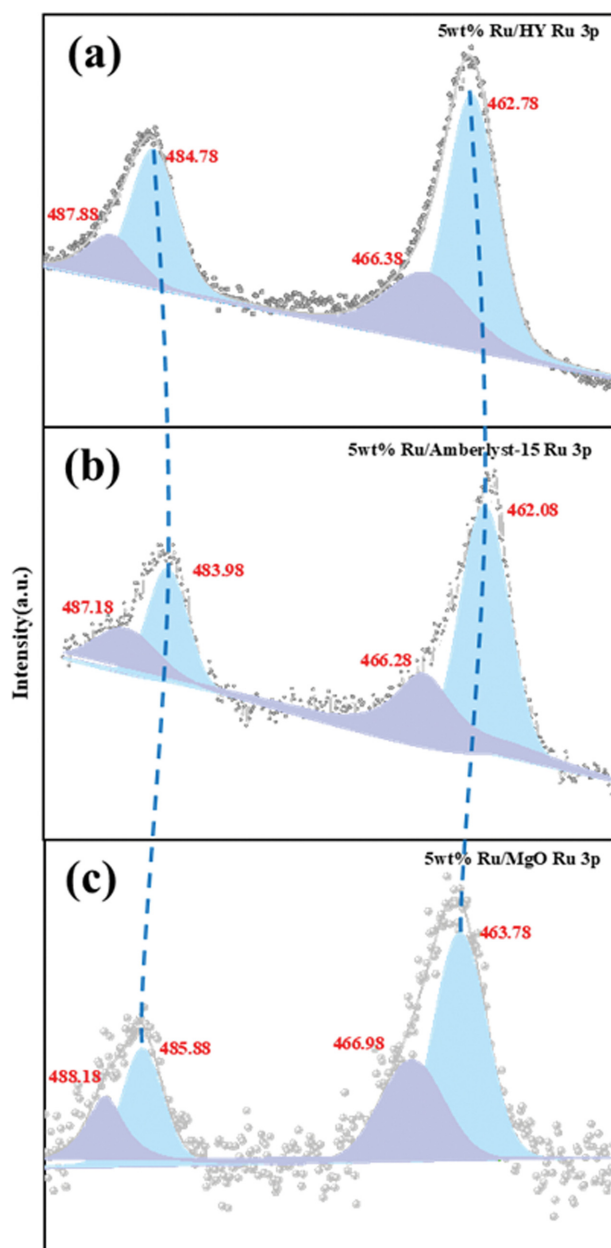 (a)
5wt% Ru/HY Ru 3p
462.78
484.78
487.88
466.38
(b)
5wt% Ru/Amberlyst-15 Ru 3p
462.08
483.98
487.18
466.28
Intensity(a.u.)
(c)
5wt% Ru/MgO Ru 3p
463.78
485.88
466.98
488.18